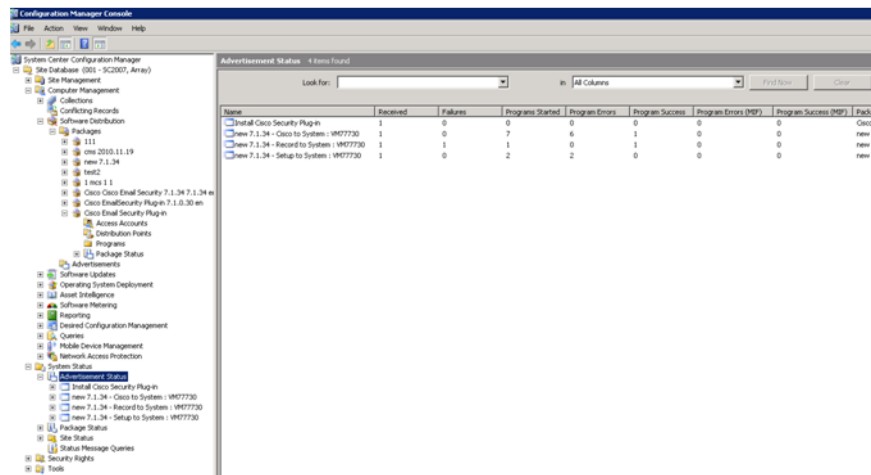 Configuration Manager Console
File Action View Window Help
System Center Configuration Manager
Site Database (001 - SC2007, Array)
Site Management
Computer Management
Collections
Conflicting Records
Software Distribution
Packages
111
cms 2010.11.19
new 7.1.34
test2
1 mcs 1 1
Cisco Cisco Email Security 7.1.34 7.1.34 en
Cisco EmailSecurity Plug-in 7.1.0.30 en
Cisco Email Security Plug-in
Access Accounts
Distribution Points
Programs
Package Status
Advertisements
Software Updates
Operating System Deployment
Asset Intelligence
Software Metering
Reporting
Desired Configuration Management
Queries
Mobile Device Management
Network Access Protection
System Status
Advertisement Status
Install Cisco Security Plug-in
new 7.1.34 - Cisco to System : VM77730
new 7.1.34 - Record to System : VM77730
new 7.1.34 - Setup to System : VM77730
Package Status
Site Status
Status Message Queries
Security Rights
Tools
Advertisement Status 4 items found
Look for: in All Columns Find Now Clear
Name Received Failures Programs Started Program Errors Program Success Program Errors (MIF) Program Success (MIF) Pack
Install Cisco Security Plug-in 1 0 0 0 0 0 0 Cisco
new 7.1.34 - Cisco to System : VM77730 1 0 7 6 1 0 0 new
new 7.1.34 - Record to System : VM77730 1 1 1 0 1 0 0 new
new 7.1.34 - Setup to System : VM77730 1 0 2 2 0 0 0 new